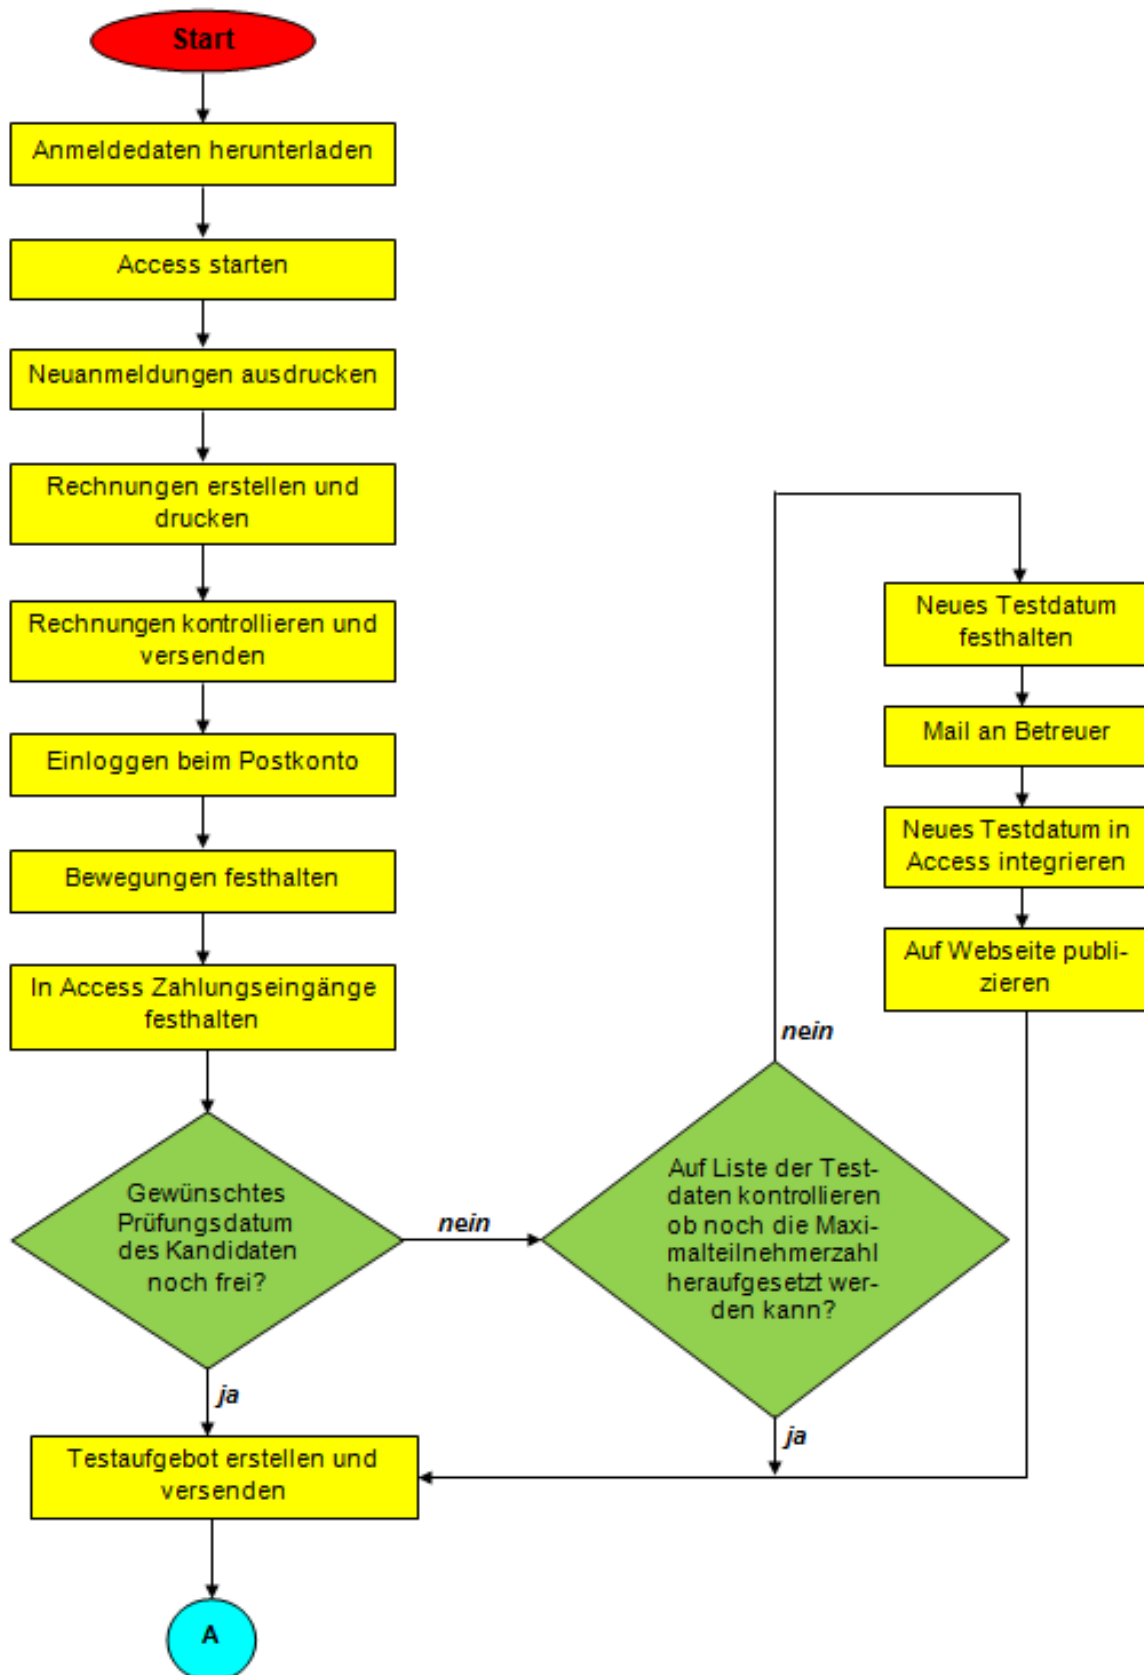 Start
Anmeldedaten herunterladen
Access starten
Neuanmeldungen ausdrucken
Rechnungen erstellen und
drucken
Rechnungen kontrollieren und
versenden
Einloggen beim Postkonto
Bewegungen festhalten
In Access Zahlungseingänge
festhalten
Gewünschtes
Prüfungsdatum
des Kandidaten
noch frei?
nein
ja
Auf Liste der Test-
daten kontrollieren
ob noch die Maxi-
malteilnehmerzahl
heraufgesetzt wer-
den kann?
nein
ja
Neues Testdatum
festhalten
Mail an Betreuer
Neues Testdatum in
Access integrieren
Auf Webseite publi-
zieren
Testaufgebot erstellen und
versenden
A